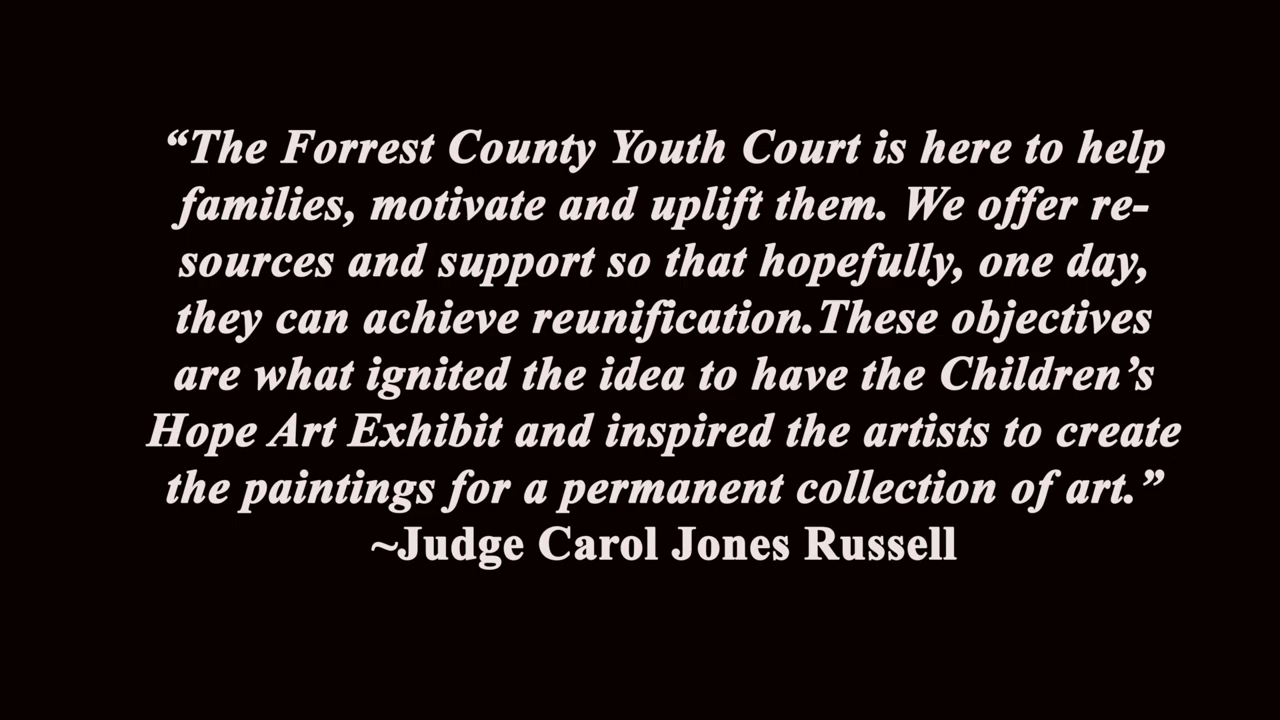 “The Forrest County Youth Court is here to help
families, motivate and uplift them. We offer re-
sources and support so that hopefully, one day,
they can achieve reunification.These objectives
are what ignited the idea to have the Children’s
Hope Art Exhibit and inspired the artists to create
the paintings for a permanent collection of art.”
~Judge Carol Jones Russell